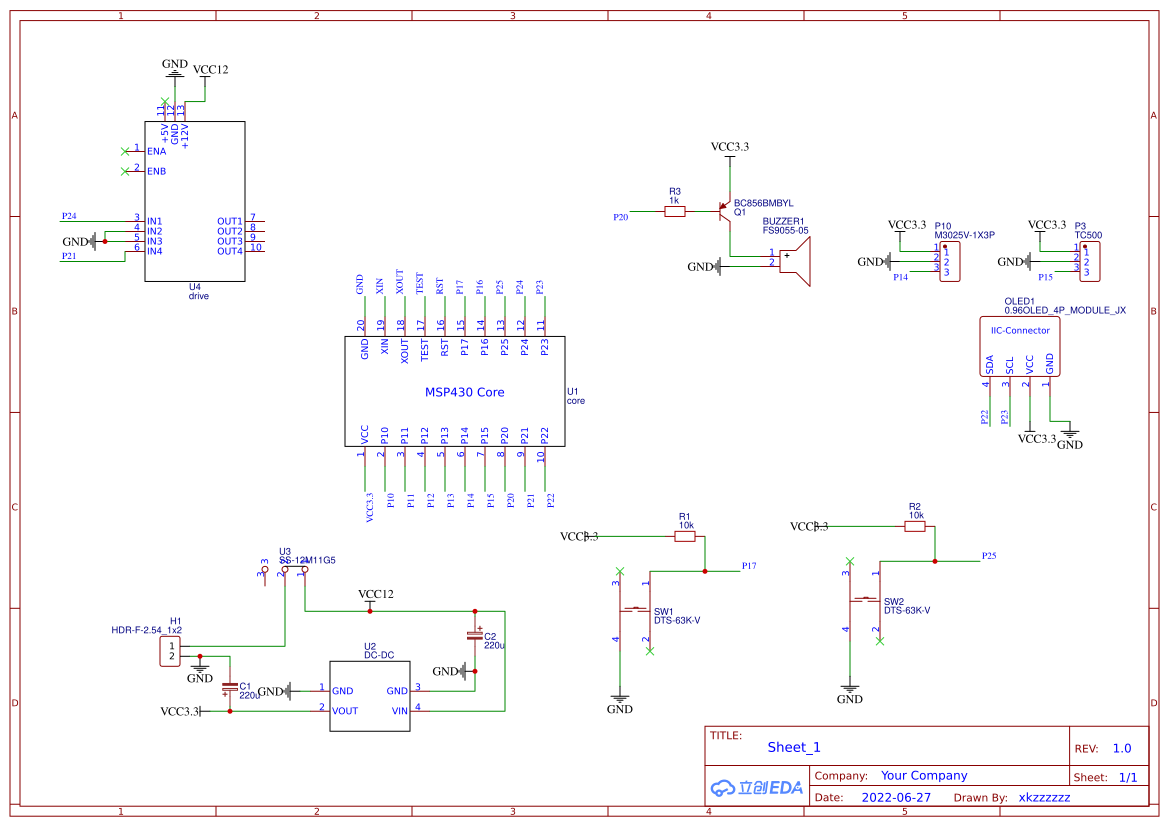 1 2 3 4 5
A
B
C
D
A
B
C
D
GND
VCC12
11 12 13
+5V GND +12V
1 ENA
2 ENB
P24 3 IN1 OUT1 7
4 IN2 OUT2 8
GND 5 IN3 OUT3 9
P21 6 IN4 OUT4 10
U4
drive
VCC3.3
R3
1k
P20
BC856BMBYL
Q1
BUZZER1
FS9055-05
1 +
GND 2
VCC3.3
P10
M3025V-1X3P
1 1
GND 2 2
P14 3 3
VCC3.3
P3
TC500
1 1
GND 2 2
P15 3 3
OLED1
0.96OLED_4P_MODULE_JX
IIC-Connector
SDA SCL VCC GND
4 3 2 1
P22 P23
VCC3.3 GND
GND XIN XOUT TEST RST P17 P16 P25 P24 P23
20 19 18 17 16 15 14 13 12 11
GND XIN XOUT TEST RST P17 P16 P25 P24 P23
MSP430 Core
U1
core
VCC P10 P11 P12 P13 P14 P15 P20 P21 P22
1 2 3 4 5 6 7 8 9 10
VCC3.3 P10 P11 P12 P13 P14 P15 P20 P21 P22
R1
10k
VCC3.3
P17
3 1
SW1
DTS-63K-V
4 2
GND
R2
10k
VCC3.3
P25
3 1
SW2
DTS-63K-V
4 2
GND
U3
SS-12M11G5
3 2 1
3
H1
HDR-F-2.54_1x2
1
2
GND
C1
220u
+
VCC3.3
VCC12
C2
220u
+
GND
U2
DC-DC
GND 1 GND GND 3
2 VOUT VIN 4
TITLE:
Sheet_1
REV: 1.0
立创EDA
Company: Your Company
Sheet: 1/1
Date: 2022-06-27 Drawn By: xkzzzzzz
1 2 3 4 5